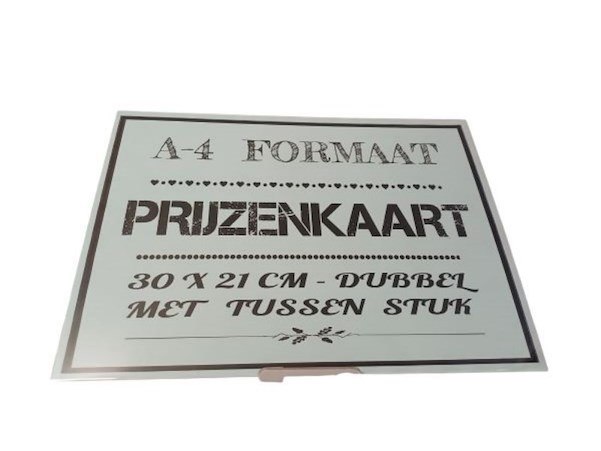 A-4 FORMAAT
PRIJZENKAART
30 X 21 CM - DUBBEL
MET TUSSEN STUK